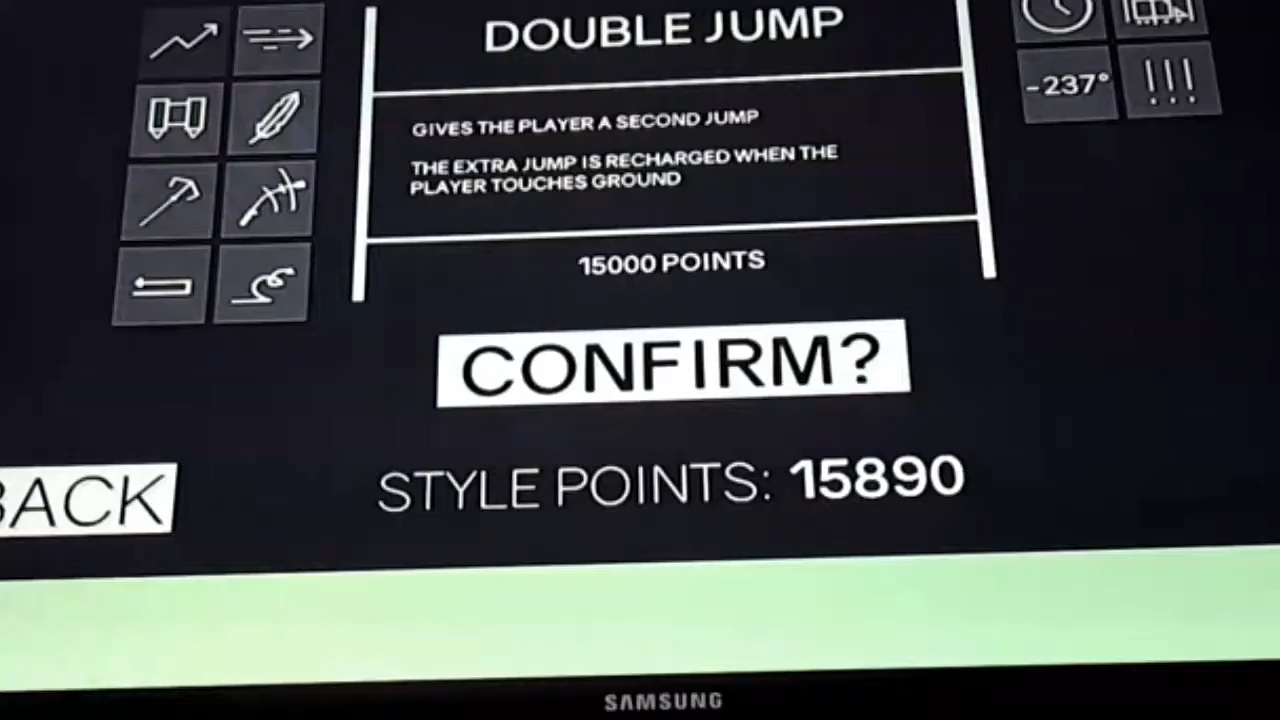 DOUBLE JUMP
-237°
!!!
GIVES THE PLAYER A SECOND JUMP
THE EXTRA JUMP IS RECHARGED WHEN THE
PLAYER TOUCHES GROUND
15000 POINTS
CONFIRM?
BACK
STYLE POINTS: 15890
SAMSUNG